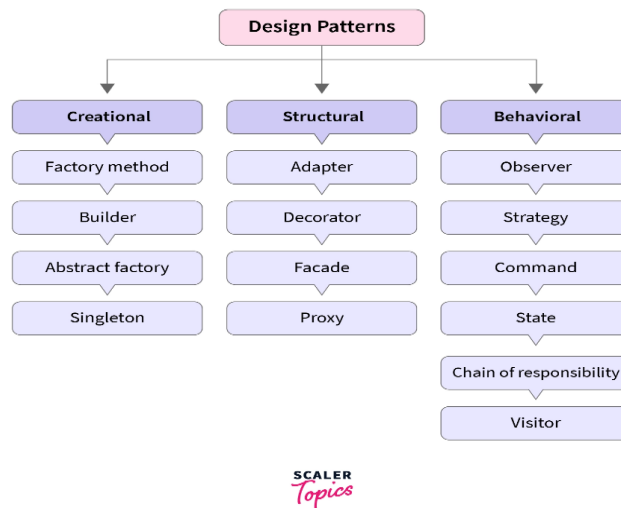 Design Patterns
Creational
Factory method
Builder
Abstract factory
Singleton
Structural
Adapter
Decorator
Facade
Proxy
Behavioral
Observer
Strategy
Command
State
Chain of responsibility
Visitor
SCALER
Topics